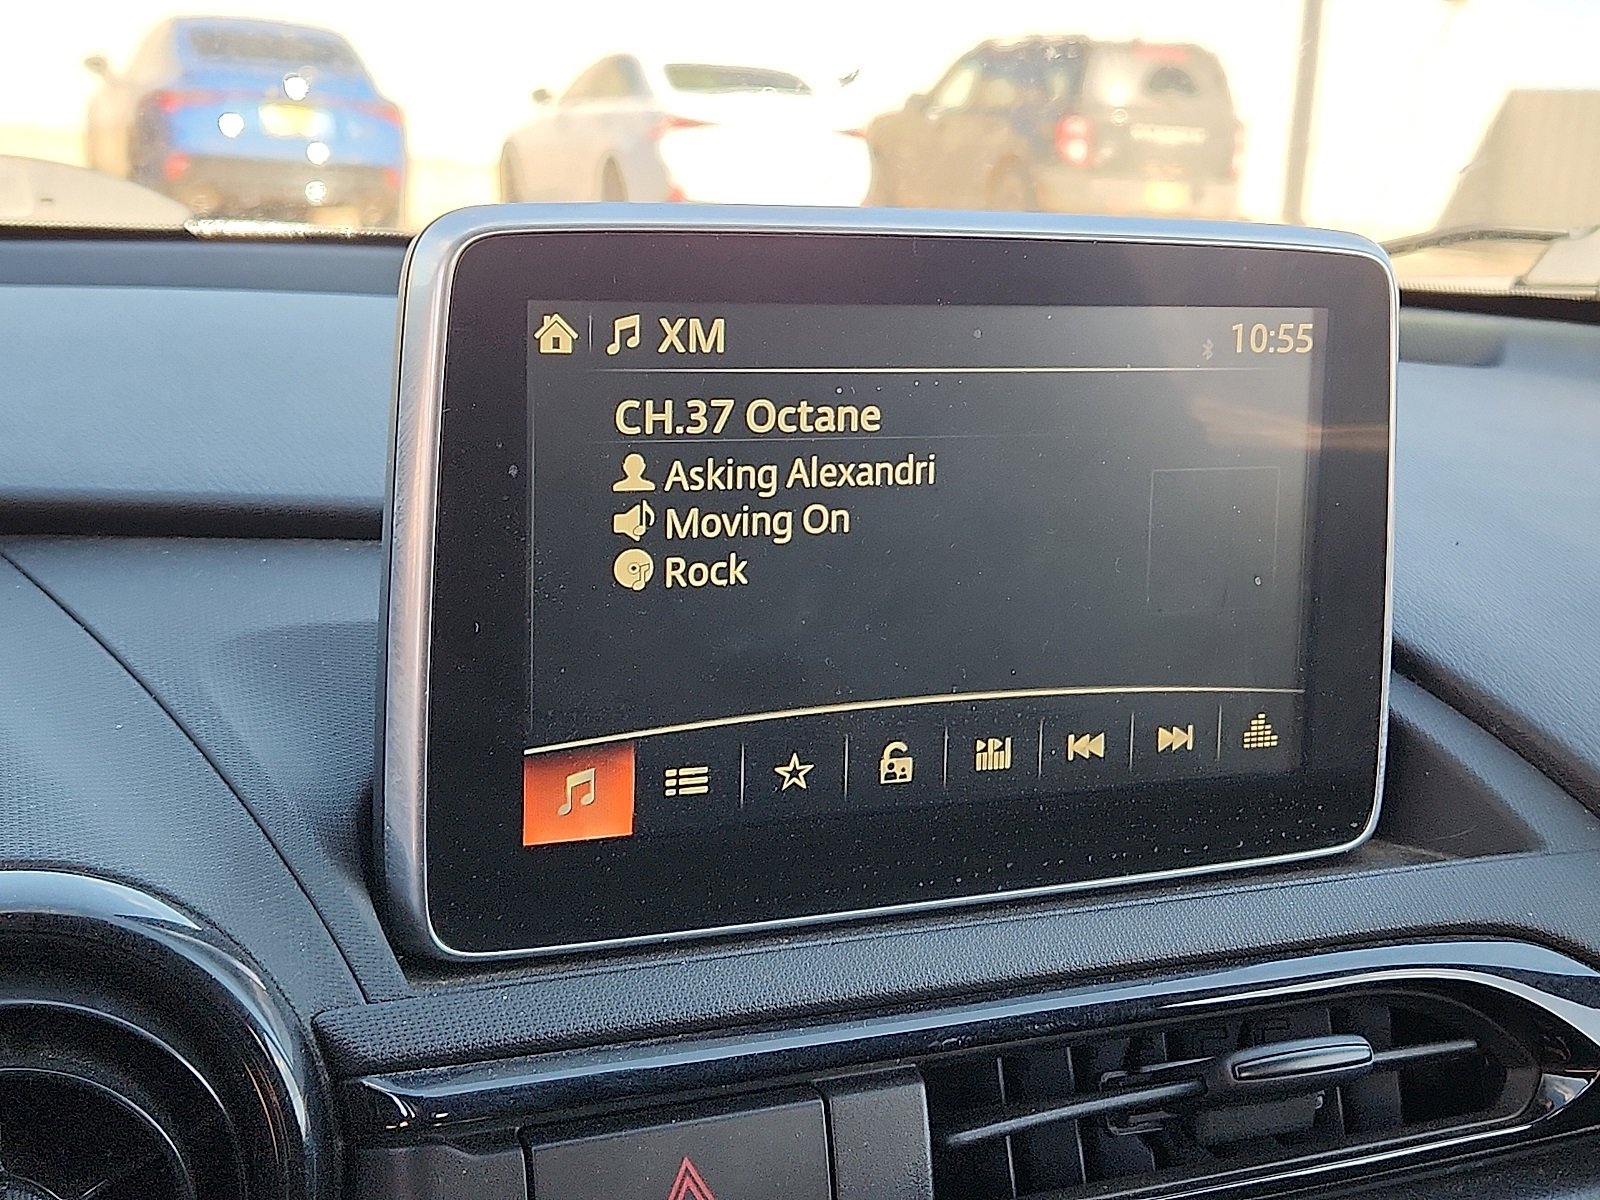 XM
10:55
CH.37 Octane
Asking Alexandri
Moving On
Rock